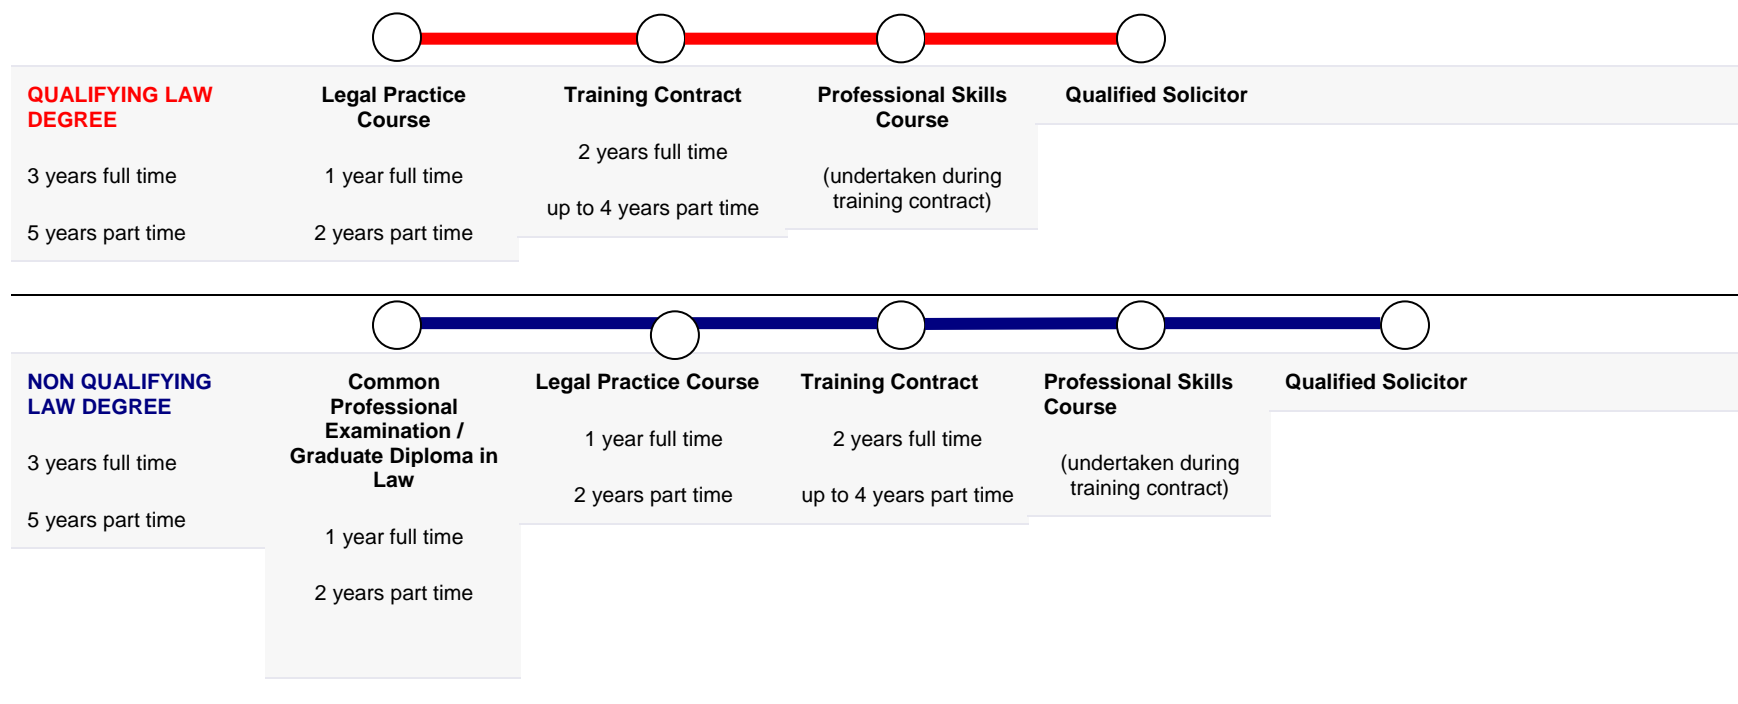 QUALIFYING LAW
DEGREE
3 years full time
5 years part time
Legal Practice
Course
1 year full time
2 years part time
Training Contract
2 years full time
up to 4 years part time
Professional Skills
Course
(undertaken during
training contract)
Qualified Solicitor
NON QUALIFYING
LAW DEGREE
3 years full time
5 years part time
Common
Professional
Examination /
Graduate Diploma in
Law
1 year full time
2 years part time
Legal Practice Course
1 year full time
2 years part time
Training Contract
2 years full time
up to 4 years part time
Professional Skills
Course
(undertaken during
training contract)
Qualified Solicitor